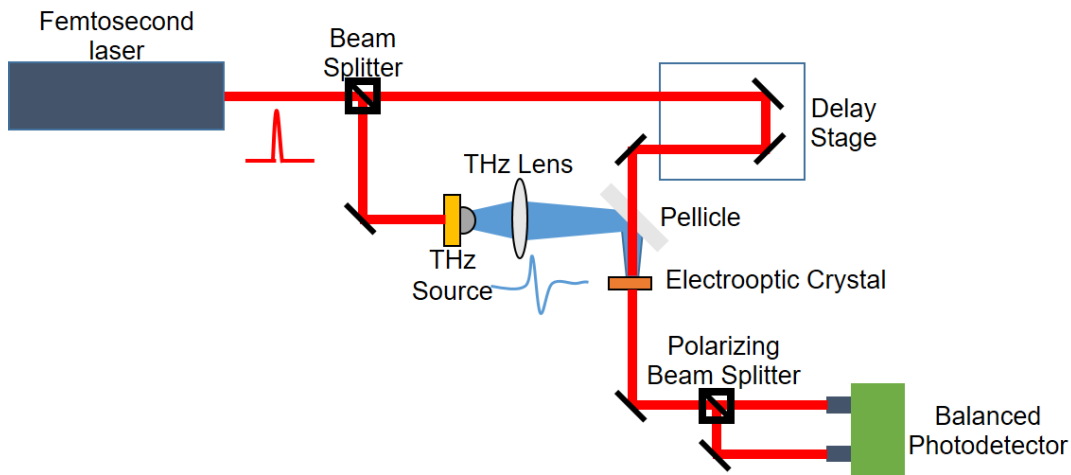 Femtosecond
laser
Beam
Splitter
Delay
Stage
THz Lens
Pellicle
THz
Source
Electrooptic Crystal
Polarizing
Beam Splitter
Balanced
Photodetector